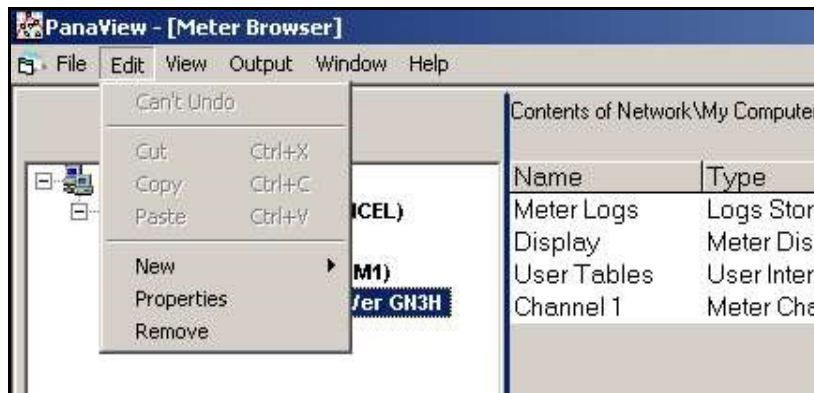 PanaView - [Meter Browser]
File Edit View Output Window Help
Can't Undo
Cut Ctrl+X
Copy Ctrl+C
Paste Ctrl+V
New
Properties
Remove
ICEL)
M1)
Ver GN3H
Contents of Network\My Computer
Name Type
Meter Logs Logs Stor
Display Meter Dis
User Tables User Inter
Channel 1 Meter Cha